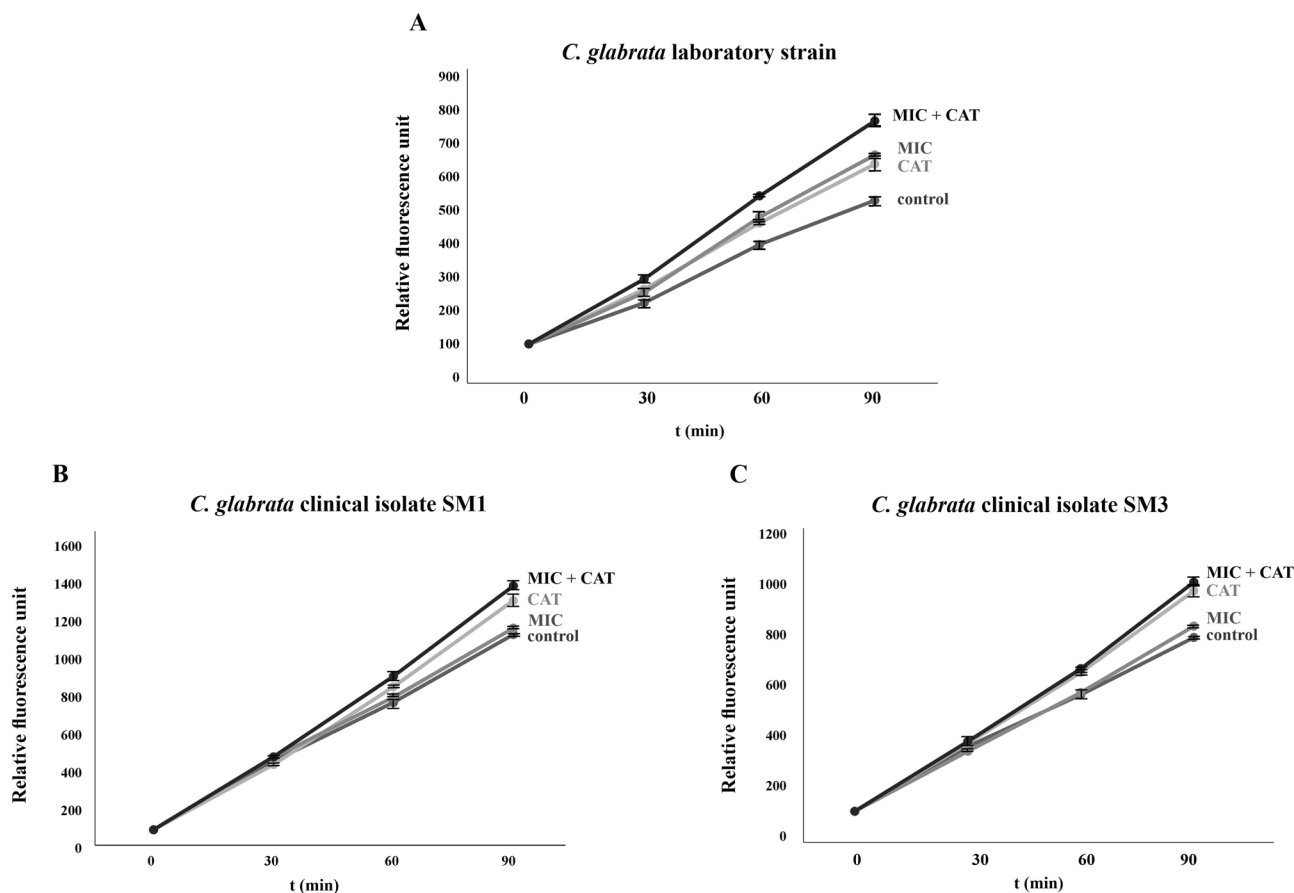 A
C. glabrata laboratory strain
Relative fluorescence unit
900
800
700
600
500
400
300
200
100
0
MIC + CAT
MIC
CAT
control
0 30 60 90
t (min)
B
C. glabrata clinical isolate SM1
Relative fluorescence unit
1600
1400
1200
1000
800
600
400
200
0
MIC + CAT
CAT
MIC
control
0 30 60 90
t (min)
C
C. glabrata clinical isolate SM3
Relative fluorescence unit
1200
1000
800
600
400
200
0
MIC + CAT
CAT
MIC
control
0 30 60 90
t (min)